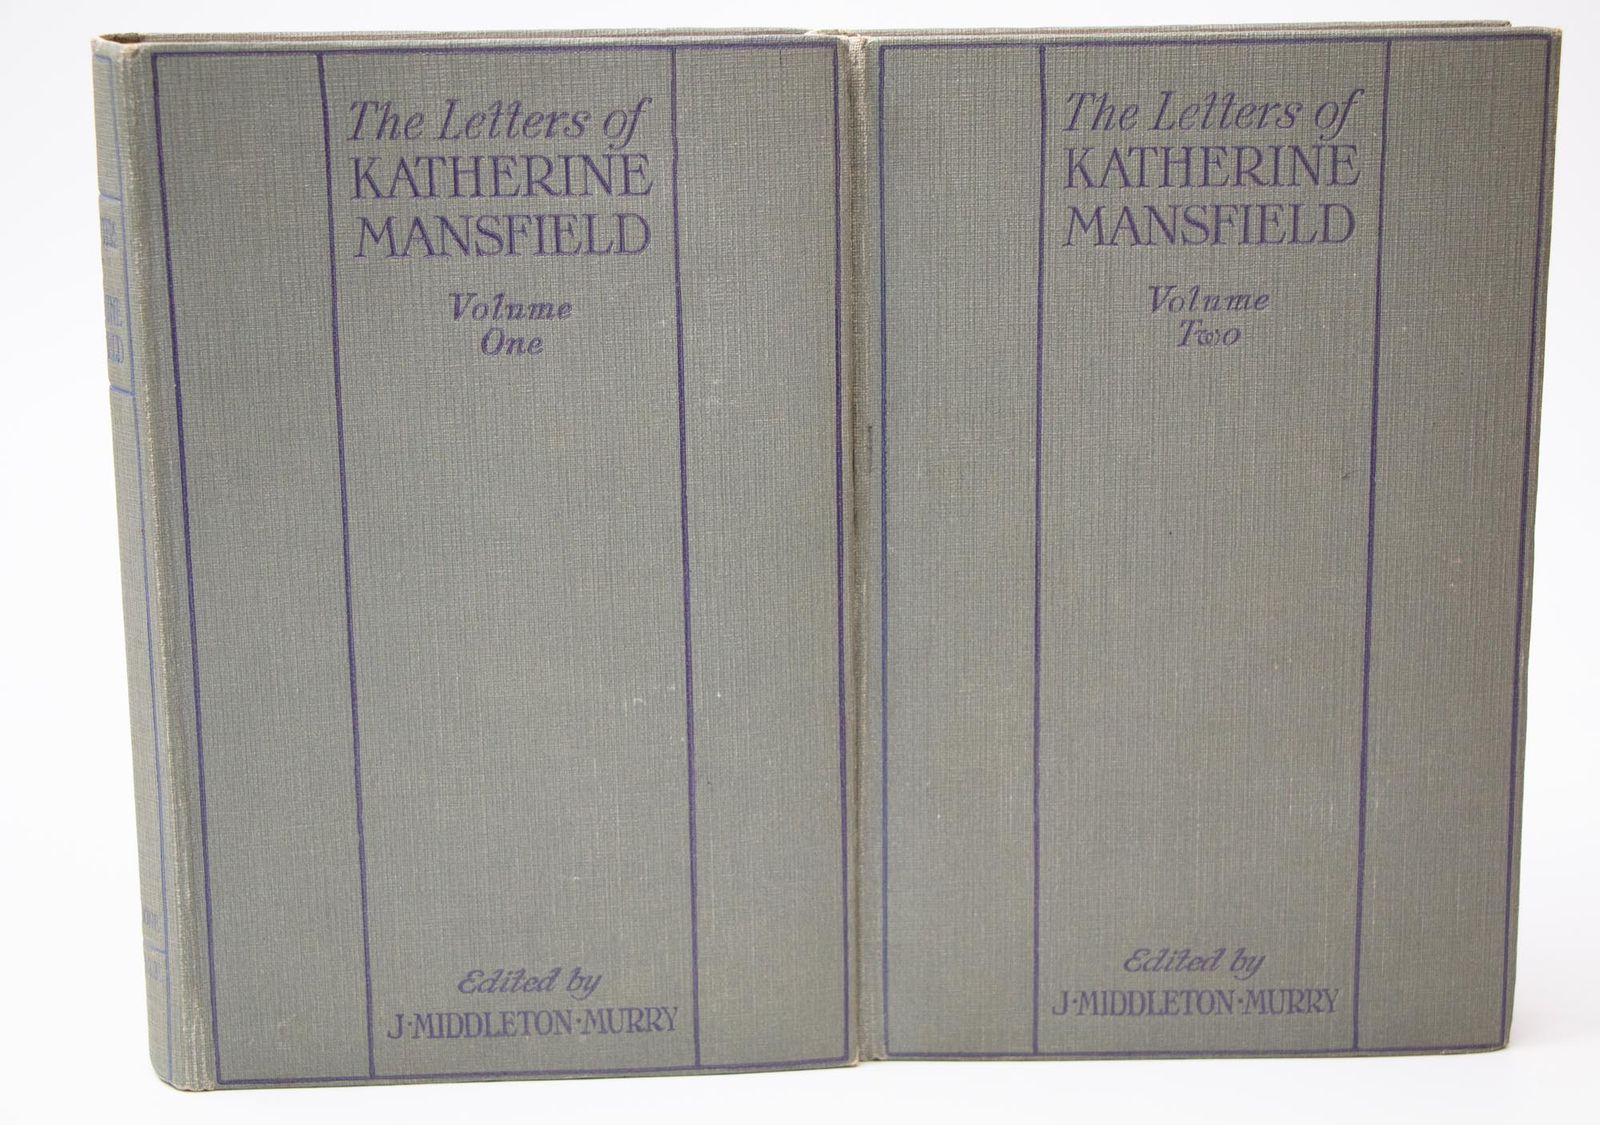 The Letters of
KATHERINE
MANSFIELD
Volume
One
Edited by
J·MIDDLETON·MURRY
The Letters of
KATHERINE
MANSFIELD
Volume
Two
Edited by
J·MIDDLETON·MURRY